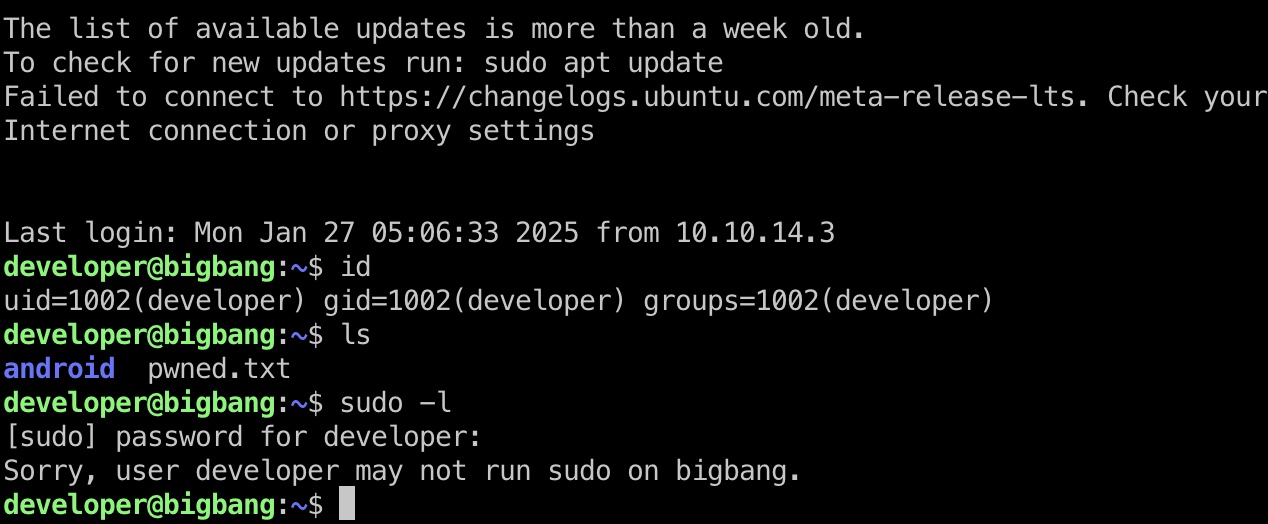 The list of available updates is more than a week old.
To check for new updates run: sudo apt update
Failed to connect to https://changelogs.ubuntu.com/meta-release-lts. Check your
Internet connection or proxy settings
Last login: Mon Jan 27 05:06:33 2025 from 10.10.14.3
developer@bigbang:~$ id
uid=1002(developer) gid=1002(developer) groups=1002(developer)
developer@bigbang:~$ ls
android  pwned.txt
developer@bigbang:~$ sudo -l
[sudo] password for developer:
Sorry, user developer may not run sudo on bigbang.
developer@bigbang:~$